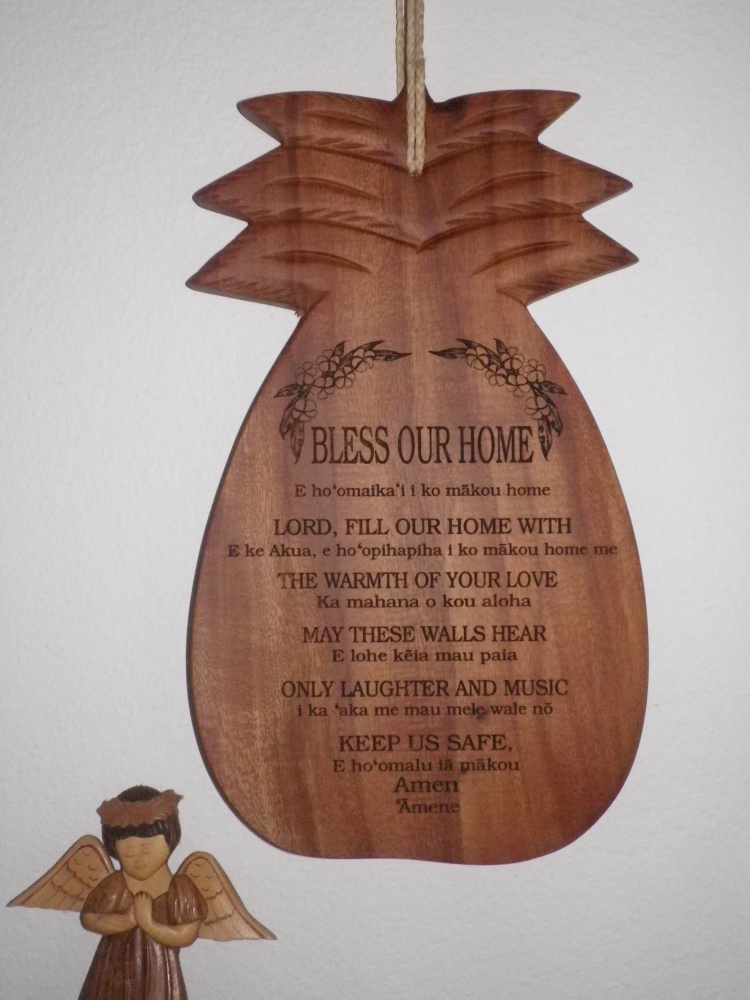 BLESS OUR HOME
E hoʻomaikaʻi i ko mākou home
LORD, FILL OUR HOME WITH
E ke Akua, e hoʻopihapiha i ko mākou home me
THE WARMTH OF YOUR LOVE
Ka mahana o kou aloha
MAY THESE WALLS HEAR
E lohe kēia mau paia
ONLY LAUGHTER AND MUSIC
i ka ʻaka me mau mele wale nō
KEEP US SAFE,
E hoʻomalu iā mākou
Amen
ʻĀmene